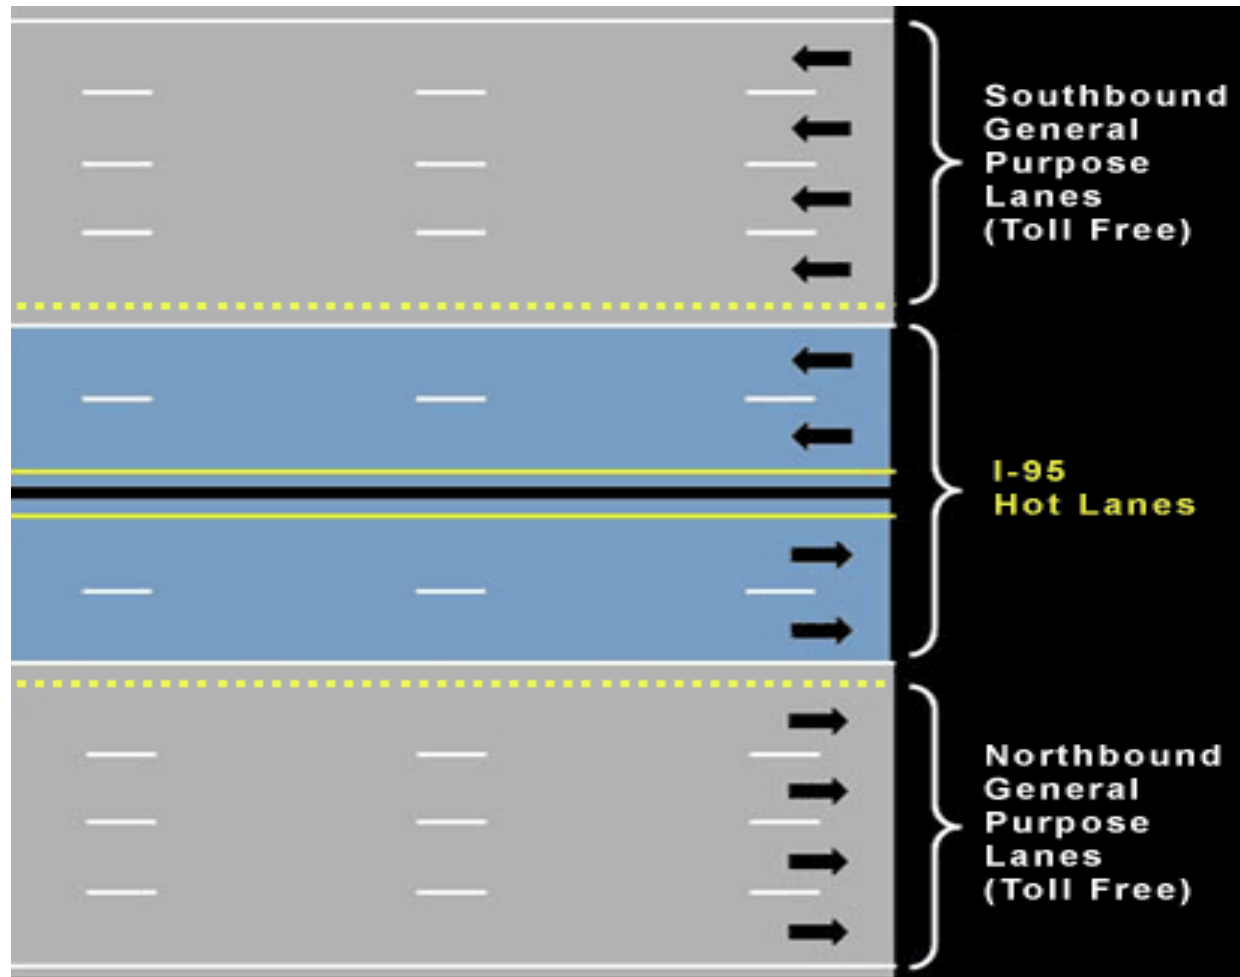 Southbound
General
Purpose
Lanes
(Toll Free)
I-95
Hot Lanes
Northbound
General
Purpose
Lanes
(Toll Free)